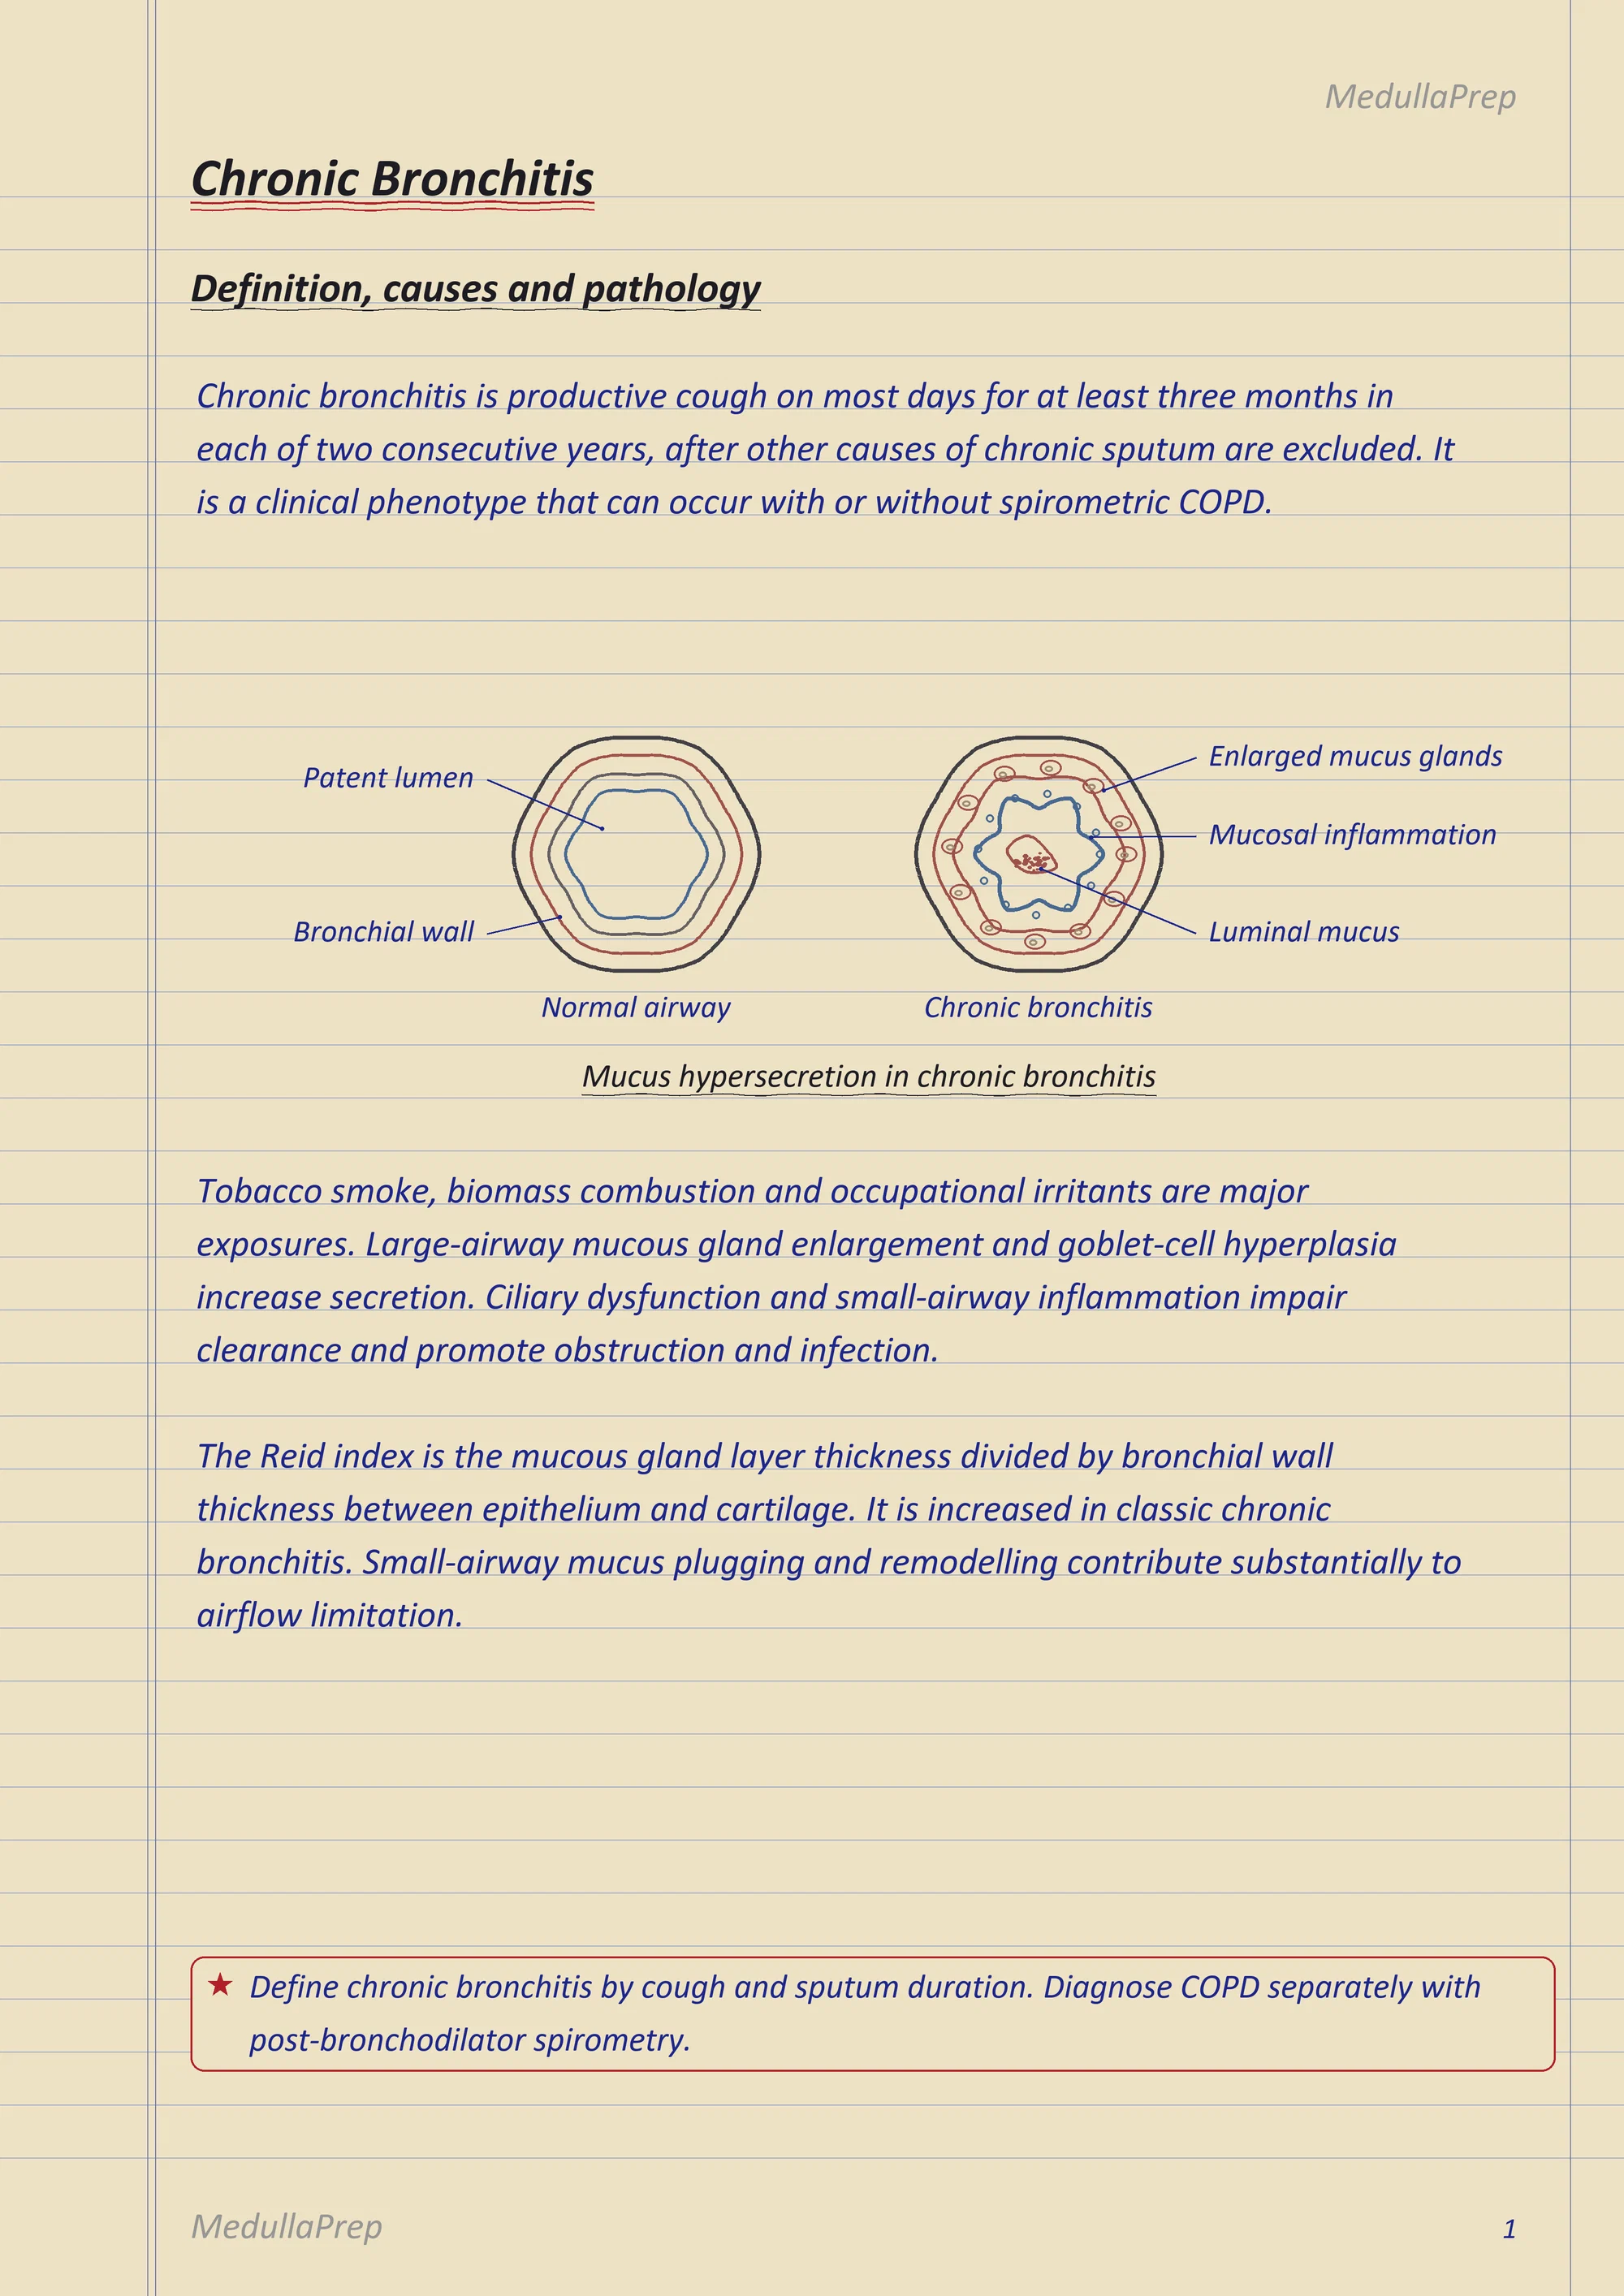 MedullaPrep
Chronic Bronchitis
Definition, causes and pathology
Chronic bronchitis is productive cough on most days for at least three months in
each of two consecutive years, after other causes of chronic sputum are excluded. It
is a clinical phenotype that can occur with or without spirometric COPD.
Patent lumen
Bronchial wall
Normal airway
Enlarged mucus glands
Mucosal inflammation
Luminal mucus
Chronic bronchitis
Mucus hypersecretion in chronic bronchitis
Tobacco smoke, biomass combustion and occupational irritants are major
exposures. Large-airway mucous gland enlargement and goblet-cell hyperplasia
increase secretion. Ciliary dysfunction and small-airway inflammation impair
clearance and promote obstruction and infection.
The Reid index is the mucous gland layer thickness divided by bronchial wall
thickness between epithelium and cartilage. It is increased in classic chronic
bronchitis. Small-airway mucus plugging and remodelling contribute substantially to
airflow limitation.
★ Define chronic bronchitis by cough and sputum duration. Diagnose COPD separately with
post-bronchodilator spirometry.
MedullaPrep
1